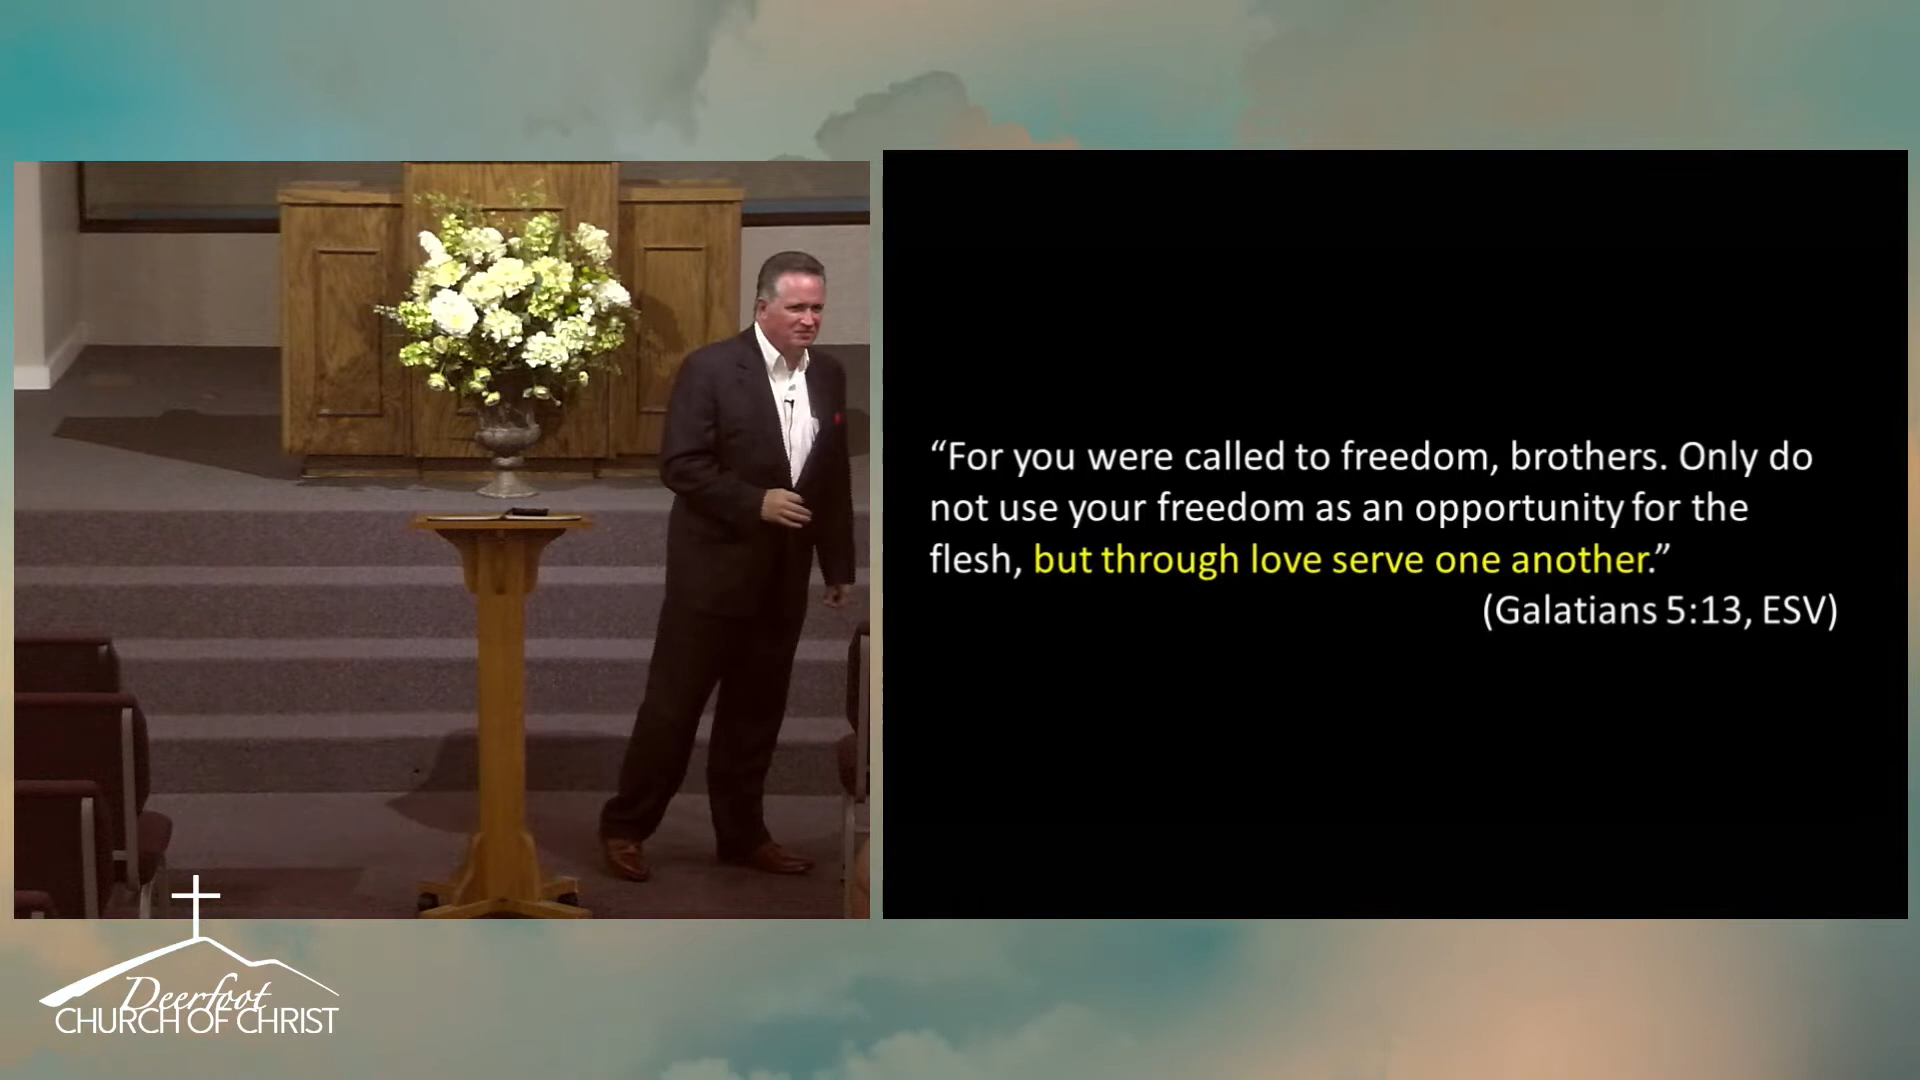 “For you were called to freedom, brothers. Only do
not use your freedom as an opportunity for the
flesh, but through love serve one another.”
(Galatians 5:13, ESV)
Deerfoot
CHURCH OF CHRIST